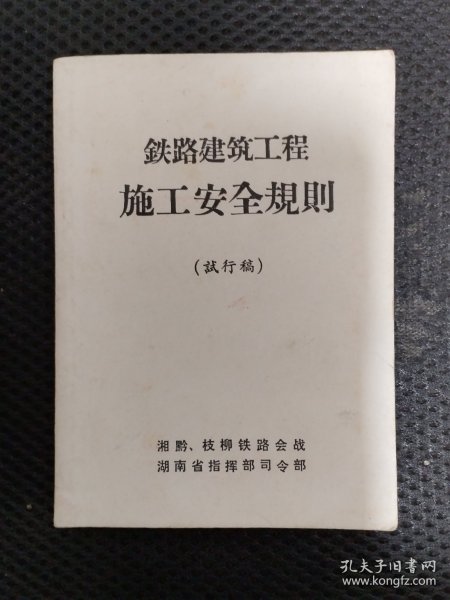 鉄路建筑工程
施工安全規則
(試行稿)
湘黔、枝柳铁路会战
湖南省指挥部司令部
孔夫子旧书网
www.kongfz.com